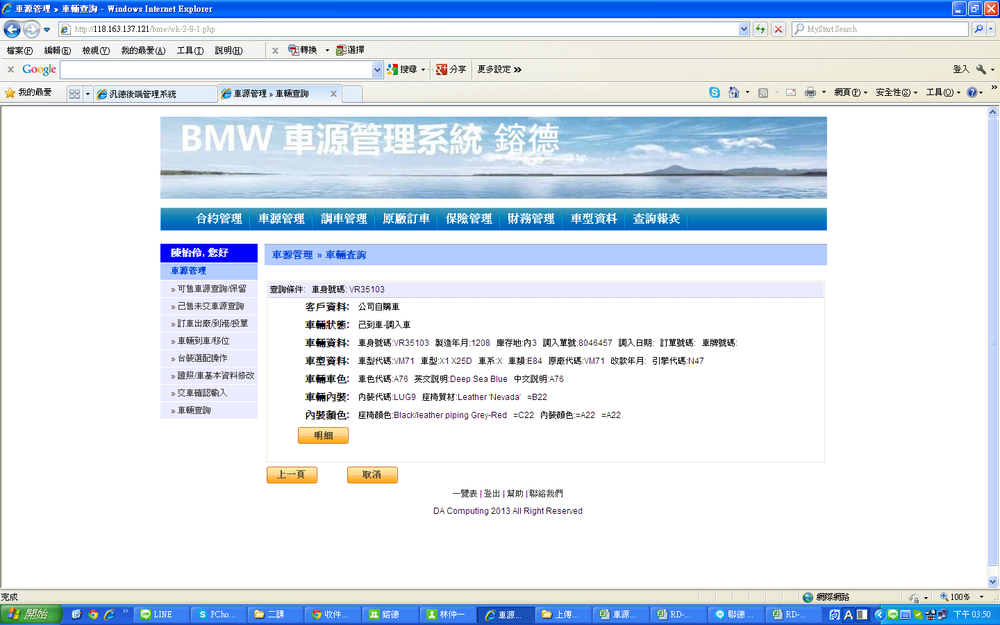 車源管理 » 車輛查詢 - Windows Internet Explorer
http://118.163.137.121/bmw/wk-2-8-1.php
MyStart Search
檔案(F) 編輯(E) 檢視(V) 我的最愛(A) 工具(T) 說明(H) x 轉換 選擇
x Google 搜尋 分享 更多設定 » 登入
我的最愛 汎德後端管理系統 車源管理 » 車輛查詢 網頁(P) 安全性(S) 工具(O) »
BMW 車源管理系統 鎔德
合約管理 車源管理 調車管理 原廠訂車 保險管理 財務管理 車型資料 查詢報表
陳怡伶, 您好
車源管理
» 可售車源查詢/保留
» 己售未交車源查詢
» 訂車出廠/到港/投單
» 車輛到車/移位
» 台裝選配操作
» 證照/車基本資料修改
» 交車確認輸入
» 車輛查詢
車源管理 » 車輛查詢
查詢條件: 車身號碼: VR35103
客戶資料: 公司自購車
車輛狀態: 己到車-調入車
車輛資料: 車身號碼:VR35103 製造年月:1208 庫存地:內3 調入單號:8046457 調入日期: 訂單號碼: 車牌號碼:
車型資料: 車型代碼:VM71 車型:X1 X25D 車系:X 車類:E84 原廠代碼:VM71 改款年月: 引擎代碼:N47
車輛車色: 車色代碼:A76 英文說明:Deep Sea Blue 中文說明:A76
車輛內裝: 內裝代碼:LUG9 座椅質材:Leather 'Nevada' =B22
內裝顏色: 座椅顏色:Black/leather piping Grey-Red =C22 內裝顏色:=A22 =A22
明細
上一頁 取消
一覽表 | 登出 | 幫助 | 聯絡我們
DA Computing 2013 All Right Reserved
完成 網際網路 100%
開始 » LINE PCho... 二課 收件... 鎔德 林仲一 車源... 上傳... 車源... RD-... 聯德 ... RD-... A 下午 03:50